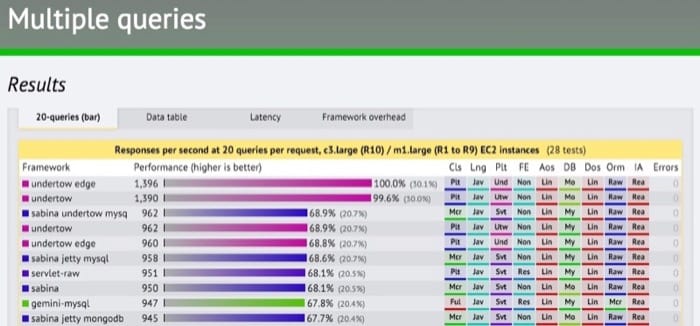 Multiple queries
Results
20-queries (bar) Data table Latency Framework overhead
Responses per second at 20 queries per request, c3.large (R10) / m1.large (R1 to R9) EC2 instances (28 tests)
Framework Performance (higher is better) Cls Lng Plt FE Aos DB Dos Orm IA Errors
undertow edge 1,396 100.0% (30.1%) Plt Jav Und Non Lin Mo Lin Raw Rea 0
undertow 1,390 99.6% (30.0%) Plt Jav Utw Non Lin Mo Lin Raw Rea 0
sabina undertow mysq 962 68.9% (20.7%) Mcr Jav Svt Non Lin My Lin Raw Rea 0
undertow 962 68.9% (20.7%) Plt Jav Utw Non Lin My Lin Raw Rea 0
undertow edge 960 68.8% (20.7%) Plt Jav Und Non Lin My Lin Raw Rea 0
sabina jetty mysql 958 68.6% (20.7%) Mcr Jav Svt Non Lin My Lin Raw Rea 0
servlet-raw 951 68.1% (20.5%) Plt Jav Svt Res Lin My Lin Raw Rea 0
sabina 950 68.1% (20.5%) Mcr Jav Svt Non Lin Mo Lin Raw Rea 0
gemini-mysql 947 67.8% (20.4%) Ful Jav Svt Res Lin My Lin Mcr Rea 0
sabina jetty mongodb 945 67.7% (20.4%) Mcr Jav Svt Non Lin Mo Lin Raw Rea 0